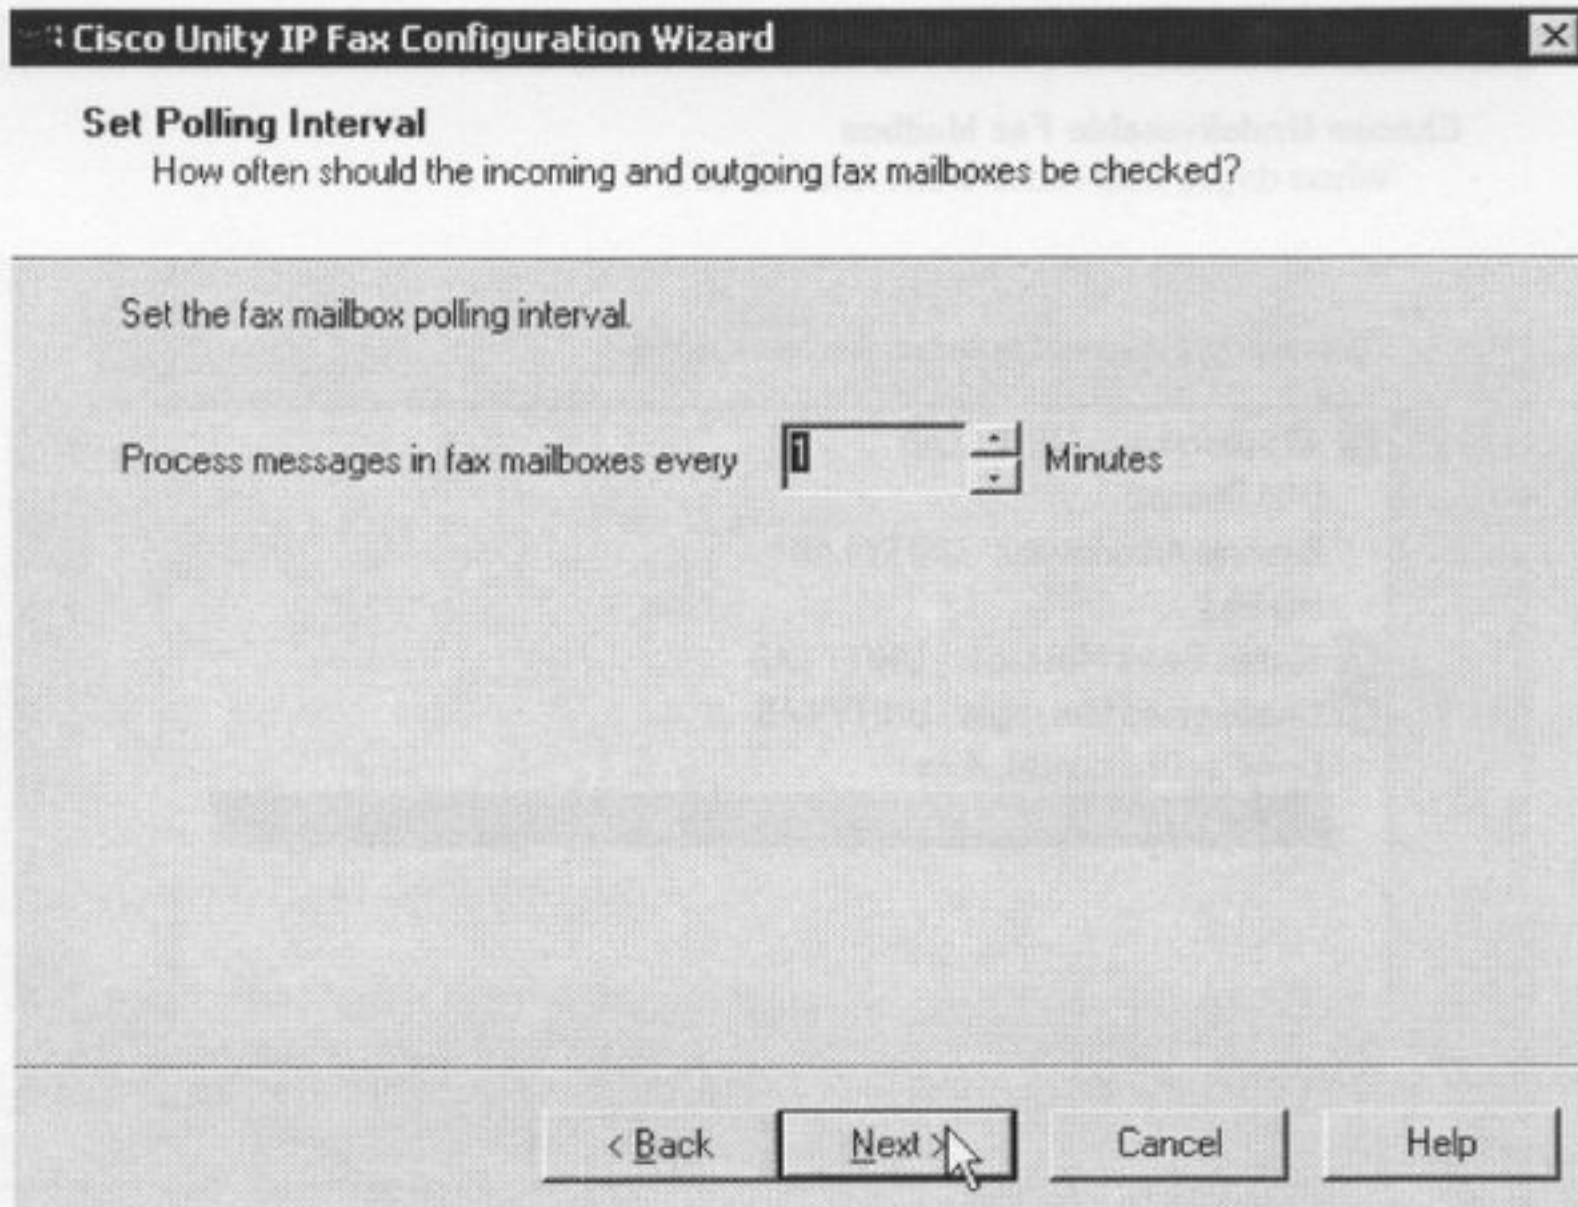 Cisco Unity IP Fax Configuration Wizard
Set Polling Interval
How often should the incoming and outgoing fax mailboxes be checked?
Set the fax mailbox polling interval.
Process messages in fax mailboxes every 1 Minutes
< Back Next > Cancel Help